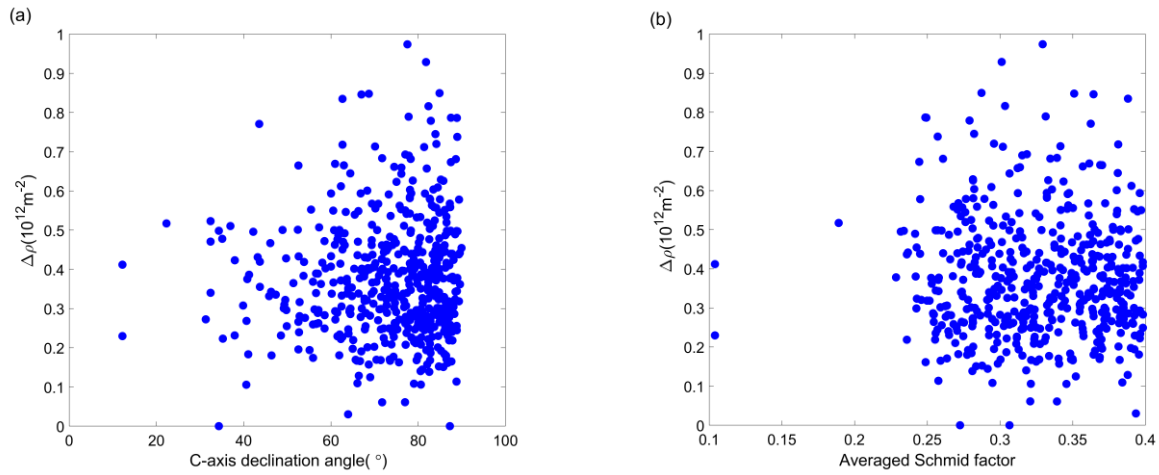 (a)
1
0.9
0.8
0.7
0.6
0.5
0.4
0.3
0.2
0.1
0
Δρ(10¹²m⁻²)
0 20 40 60 80 100
C-axis declination angle( °)
(b)
1
0.9
0.8
0.7
0.6
0.5
0.4
0.3
0.2
0.1
0
Δρ(10¹²m⁻²)
0.1 0.15 0.2 0.25 0.3 0.35 0.4
Averaged Schmid factor